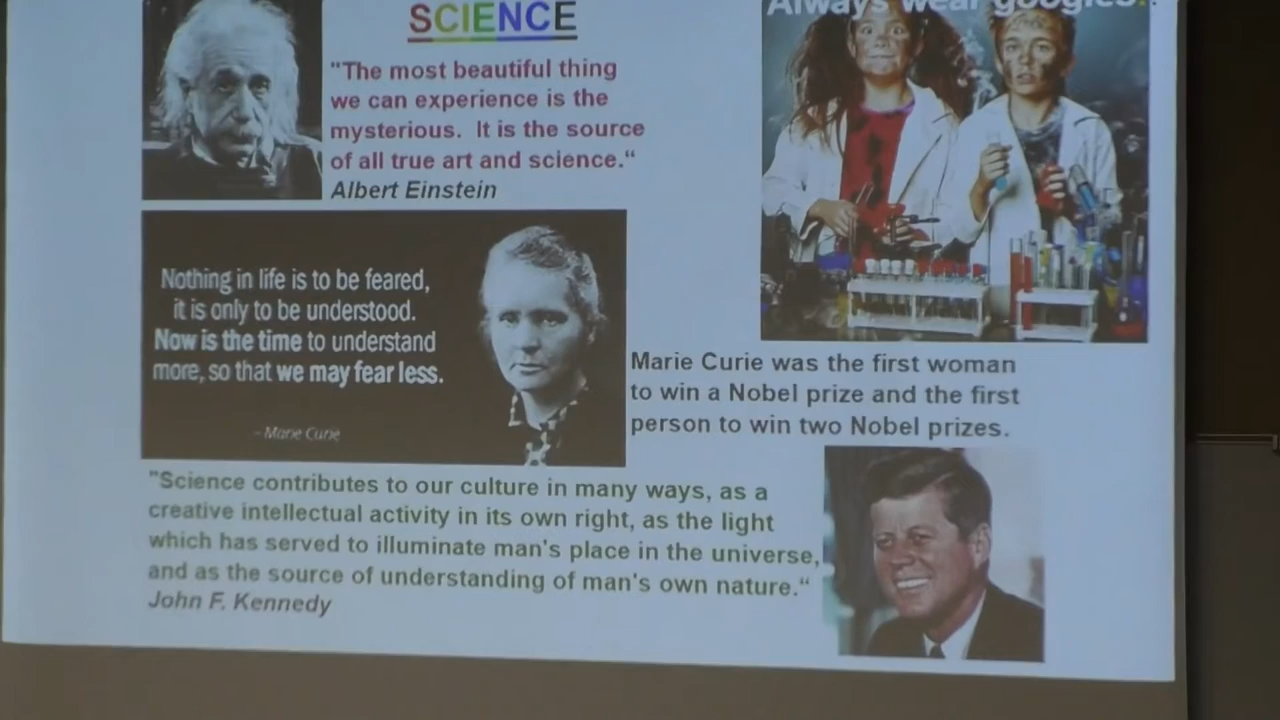 SCIENCE
"The most beautiful thing
we can experience is the
mysterious. It is the source
of all true art and science.“
Albert Einstein
Always wear googles!
Nothing in life is to be feared,
it is only to be understood.
Now is the time to understand
more, so that we may fear less.
- Marie Curie
Marie Curie was the first woman
to win a Nobel prize and the first
person to win two Nobel prizes.
"Science contributes to our culture in many ways, as a
creative intellectual activity in its own right, as the light
which has served to illuminate man's place in the universe,
and as the source of understanding of man's own nature.“
John F. Kennedy